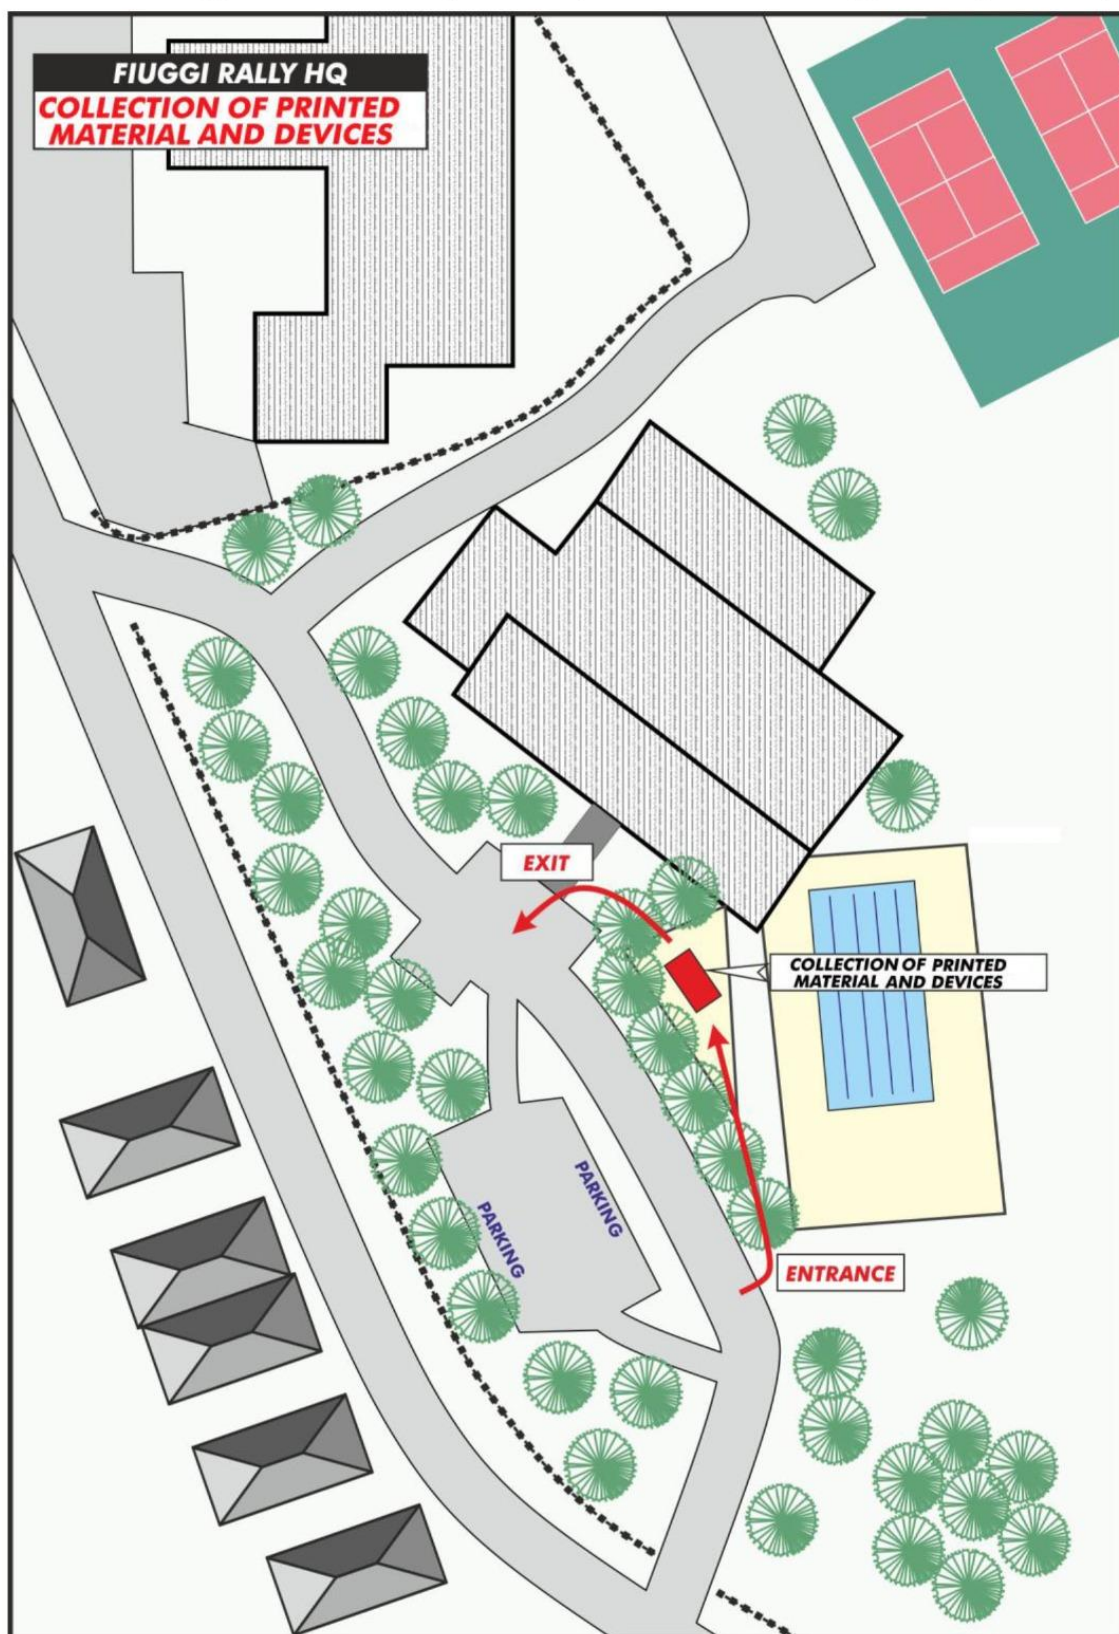 FIUGGI RALLY HQ
COLLECTION OF PRINTED
MATERIAL AND DEVICES
EXIT
COLLECTION OF PRINTED
MATERIAL AND DEVICES
PARKING
PARKING
ENTRANCE